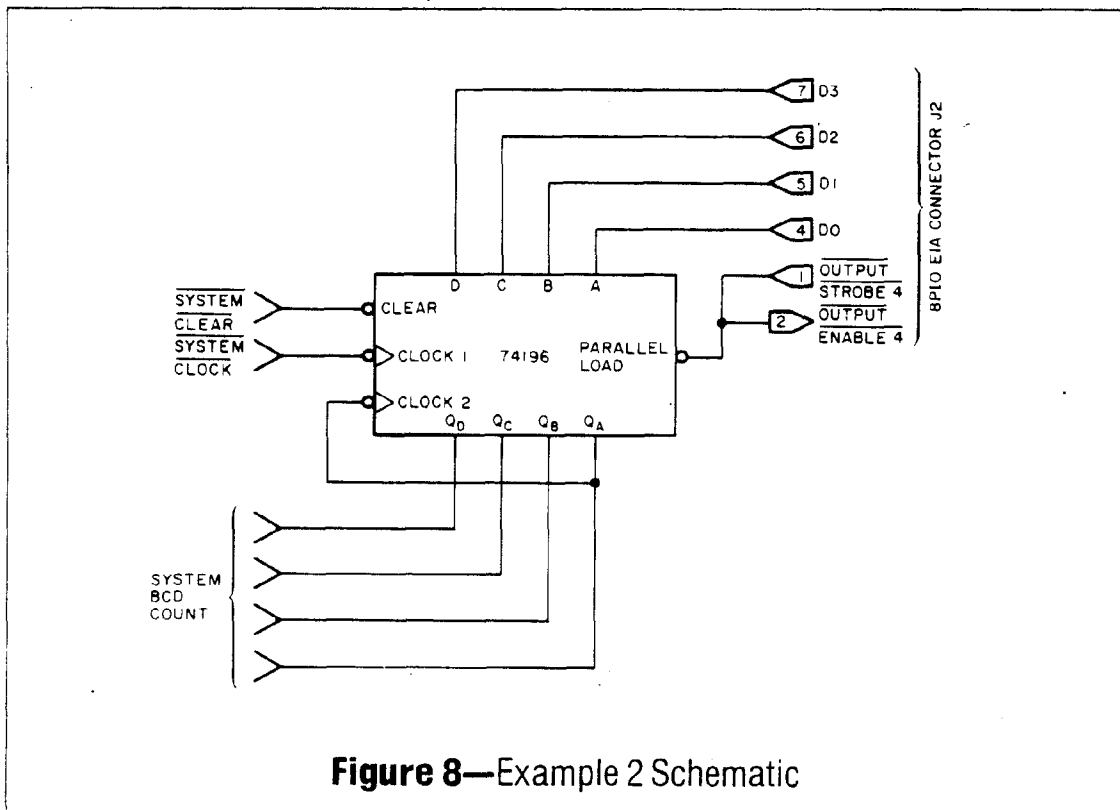 7 D3
6 D2
5 D1
4 D0
1 OUTPUT
STROBE 4
2 OUTPUT
ENABLE 4
8PIO EIA CONNECTOR J2
D C B A
SYSTEM
CLEAR
SYSTEM
CLOCK
CLEAR
CLOCK 1
74196
PARALLEL
LOAD
CLOCK 2
QD QC QB QA
SYSTEM
BCD
COUNT
Figure 8—Example 2 Schematic